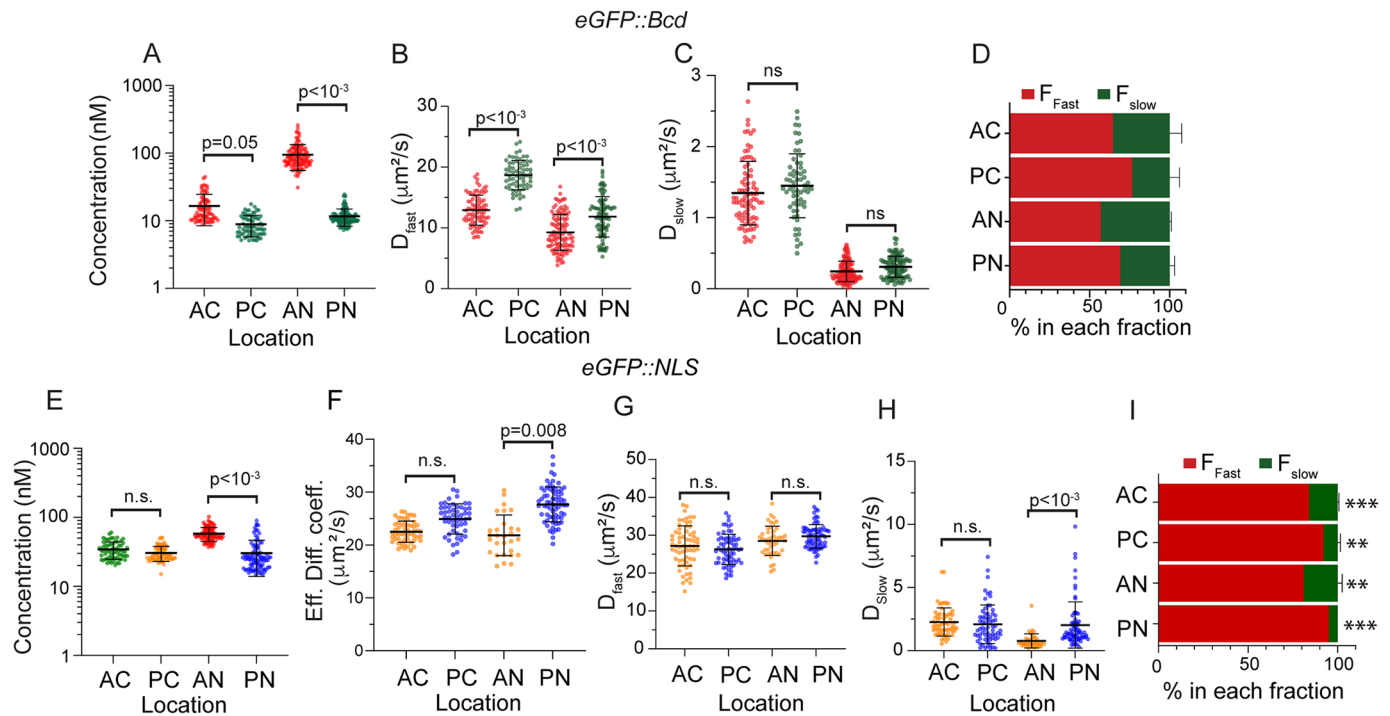 eGFP::Bcd
A
Concentration (nM)
1000
100
10
1
p=0.05
p<10-3
AC PC AN PN
Location
B
Dfast (μm²/s)
30
20
10
0
p<10-3
p<10-3
AC PC AN PN
Location
C
Dslow (μm²/s)
3
2
1
0
ns
ns
AC PC AN PN
Location
D
FFast Fslow
AC
PC
AN
PN
0 50 100
% in each fraction
eGFP::NLS
E
Concentration (nM)
1000
100
10
1
n.s.
p<10-3
AC PC AN PN
Location
F
Eff. Diff. coeff.
(μm²/s)
40
30
20
10
0
n.s.
p=0.008
AC PC AN PN
Location
G
Dfast (μm²/s)
50
40
30
20
10
0
n.s.
n.s.
AC PC AN PN
Location
H
DSlow (μm²/s)
15
10
5
0
n.s.
p<10-3
AC PC AN PN
Location
I
FFast Fslow
AC ***
PC **
AN **
PN ***
0 50 100
% in each fraction